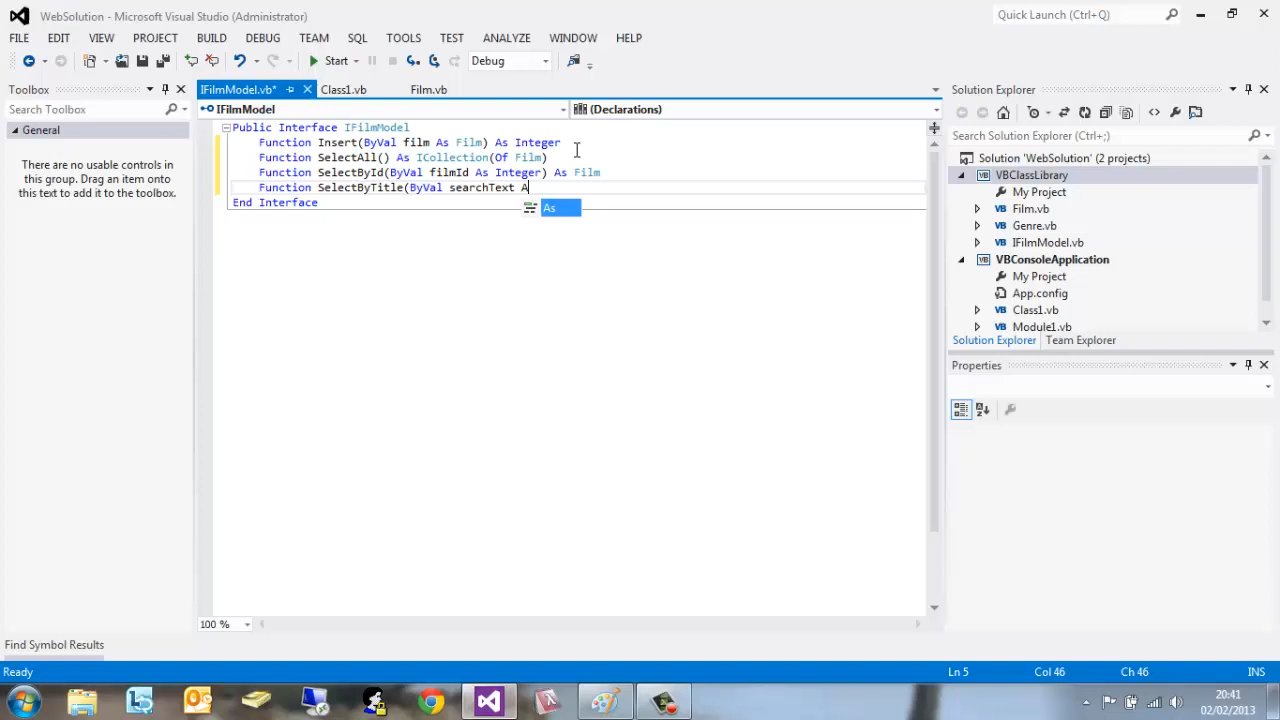 WebSolution - Microsoft Visual Studio (Administrator)
Quick Launch (Ctrl+Q)
FILE EDIT VIEW PROJECT BUILD DEBUG TEAM SQL TOOLS TEST ANALYZE WINDOW HELP
Start Debug
Toolbox
Search Toolbox
General
There are no usable controls in
this group. Drag an item onto
this text to add it to the toolbox.
IFilmModel.vb* Class1.vb Film.vb
IFilmModel (Declarations)
Public Interface IFilmModel
Function Insert(ByVal film As Film) As Integer
Function SelectAll() As ICollection(Of Film)
Function SelectById(ByVal filmId As Integer) As Film
Function SelectByTitle(ByVal searchText A
End Interface
As
100 %
Solution Explorer
Search Solution Explorer (Ctrl+;)
Solution 'WebSolution' (2 projects)
VB VBClassLibrary
My Project
VB Film.vb
VB Genre.vb
VB IFilmModel.vb
VB VBConsoleApplication
My Project
App.config
VB Class1.vb
VB Module1.vb
Solution Explorer Team Explorer
Properties
Find Symbol Results
Ready Ln 5 Col 46 Ch 46 INS
20:41
02/02/2013